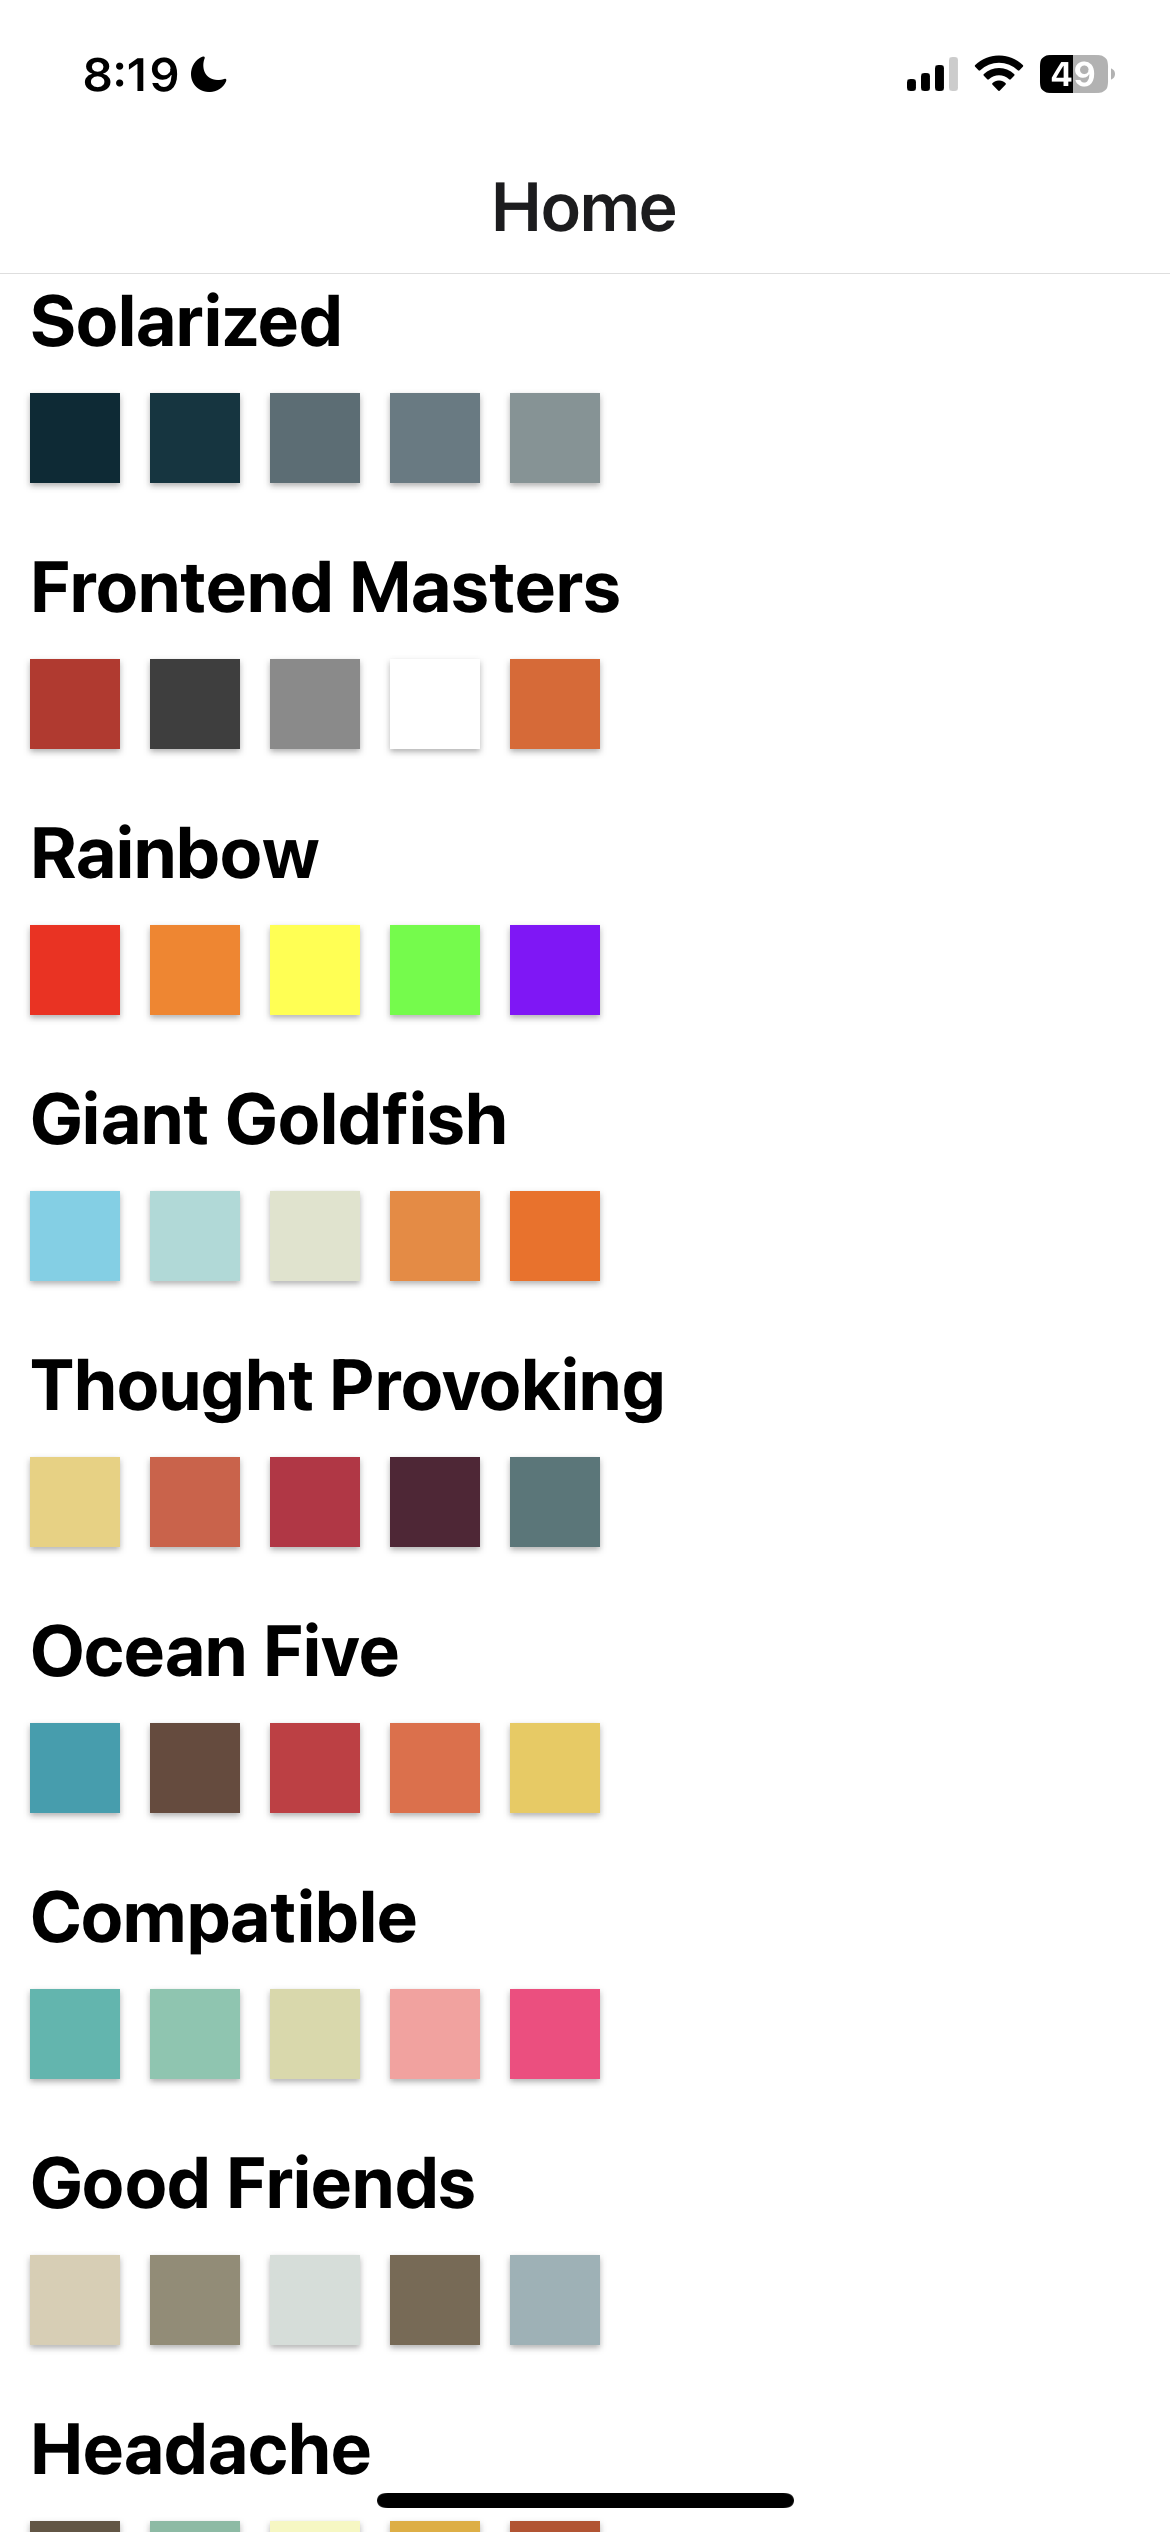 8:19
49
Home
Solarized
Frontend Masters
Rainbow
Giant Goldfish
Thought Provoking
Ocean Five
Compatible
Good Friends
Headache